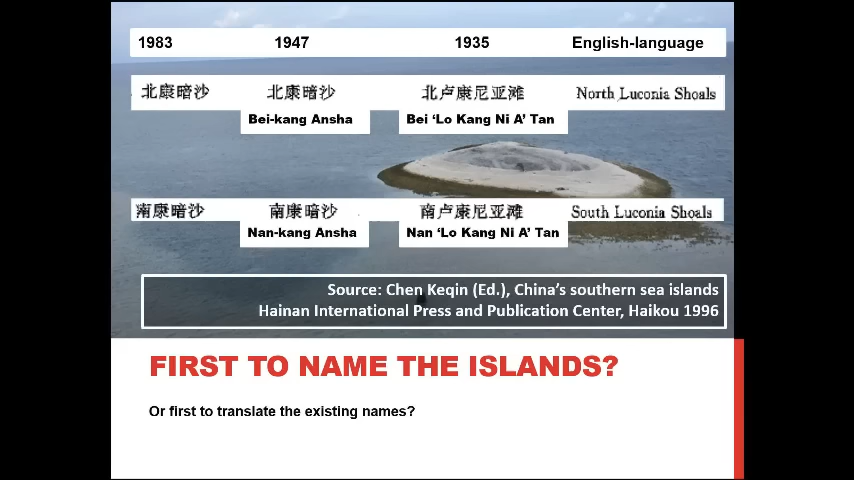 1983 1947 1935 English-language
北康暗沙 北康暗沙 北卢康尼亚滩 North Luconia Shoals
Bei-kang Ansha Bei ‘Lo Kang Ni A’ Tan
南康暗沙 南康暗沙 南卢康尼亚滩 South Luconia Shoals
Nan-kang Ansha Nan ‘Lo Kang Ni A’ Tan
Source: Chen Keqin (Ed.), China’s southern sea islands
Hainan International Press and Publication Center, Haikou 1996
FIRST TO NAME THE ISLANDS?
Or first to translate the existing names?